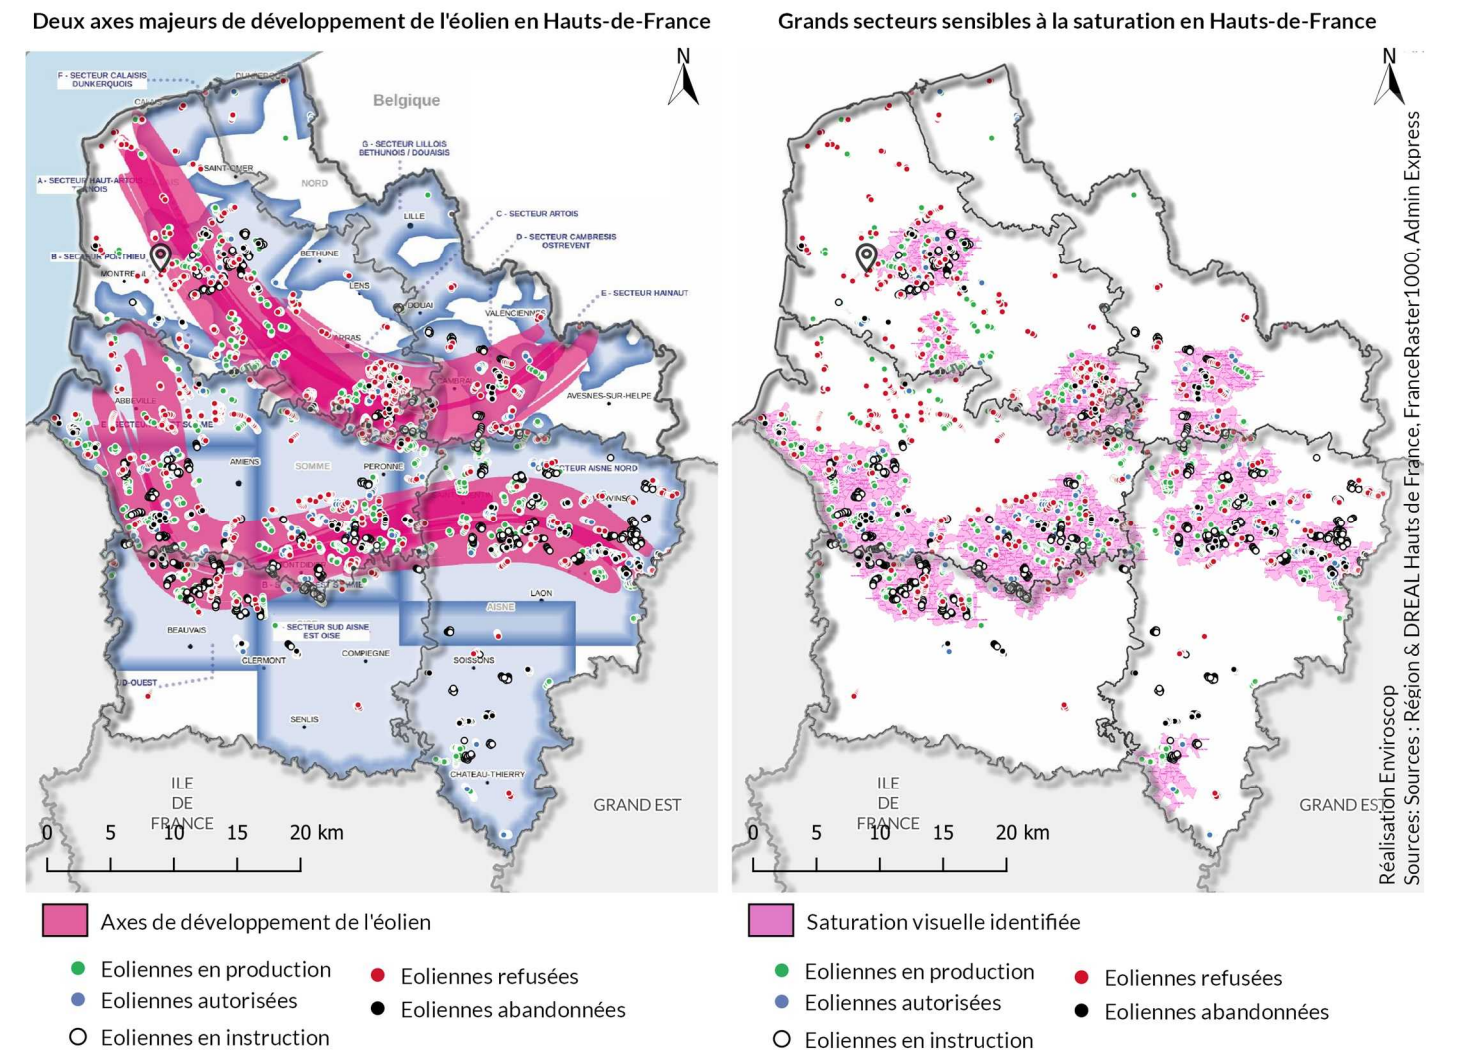 Deux axes majeurs de développement de l'éolien en Hauts-de-France
F - SECTEUR CALAISIS
DUNKERQUOIS
N
Belgique
G - SECTEUR LILLOIS
BETHUNOIS / DOUAISIS
SAINT-OMER
NORD
A - SECTEUR HAUT-ARTOIS
LILLE
C - SECTEUR ARTOIS
D - SECTEUR CAMBRESIS
OSTREVENT
BETHUNE
LENS
E - SECTEUR HAINAUT
DOUAI
VALENCIENNES
ARRAS
ABBEVILLE
AVESNES-SUR-HELPE
AMIENS
SOMME
PERONNE
LAON
AISNE
BEAUVAIS
- SECTEUR SUD AISNE
EST OISE
CLERMONT
COMPIEGNE
SOISSONS
SENLIS
CHATEAU-THIERRY
ILE
DE
FRANCE
GRAND EST
0 5 10 15 20 km
Axes de développement de l'éolien
Eoliennes en production
Eoliennes autorisées
Eoliennes en instruction
Eoliennes refusées
Eoliennes abandonnées
Grands secteurs sensibles à la saturation en Hauts-de-France
N
ILE
DE
FRANCE
GRAND EST
0 5 10 15 20 km
Saturation visuelle identifiée
Eoliennes en production
Eoliennes autorisées
Eoliennes en instruction
Eoliennes refusées
Eoliennes abandonnées
Réalisation Enviroscop
Sources: Sources : Région & DREAL Hauts de France, FranceRaster1000, Admin Express